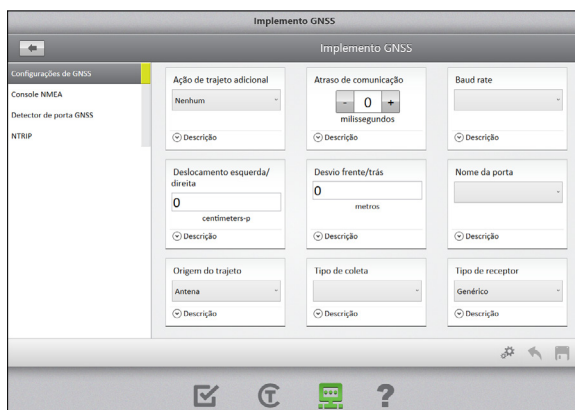 Implemento GNSS
Implemento GNSS
Configurações de GNSS
Console NMEA
Detector de porta GNSS
NTRIP
Ação de trajeto adicional
Nenhum
Descrição
Atraso de comunicação
- 0 +
milissegundos
Descrição
Baud rate
Descrição
Deslocamento esquerda/
direita
0
centimeters-p
Descrição
Desvio frente/trás
0
metros
Descrição
Nome da porta
Descrição
Origem do trajeto
Antena
Descrição
Tipo de coleta
Descrição
Tipo de receptor
Genérico
Descrição